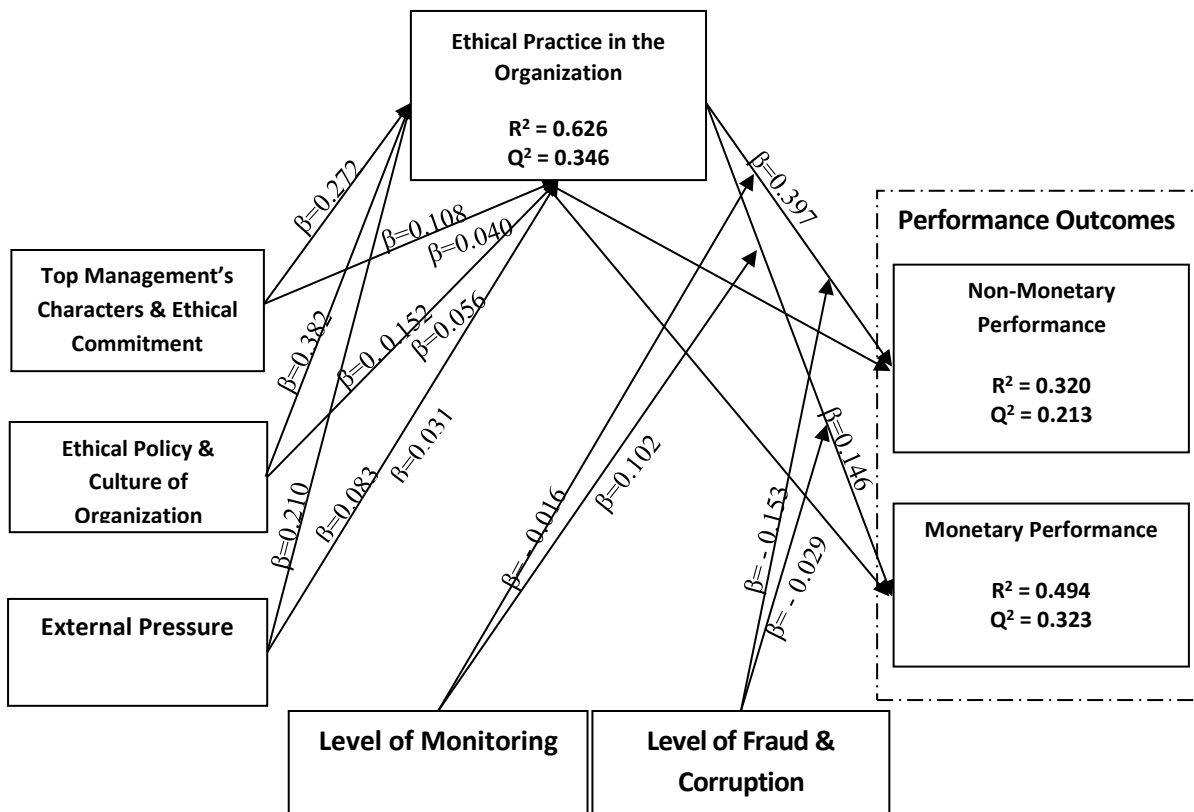 Ethical Practice in the
Organization
R² = 0.626
Q² = 0.346
β=0.272
β=0.108
β=0.040
β=0.397
Performance Outcomes
Top Management's
Characters & Ethical
Commitment
Non-Monetary
Performance
R² = 0.320
Q² = 0.213
β=0.382
β=0. 0.152
β=0.056
Ethical Policy &
Culture of
Organization
β=0.210
β=0.083
β=0.031
β= - 0.016
β=0.102
β= - 0.153
β= - 0.029
β=0.146
Monetary Performance
R² = 0.494
Q² = 0.323
External Pressure
Level of Monitoring
Level of Fraud &
Corruption